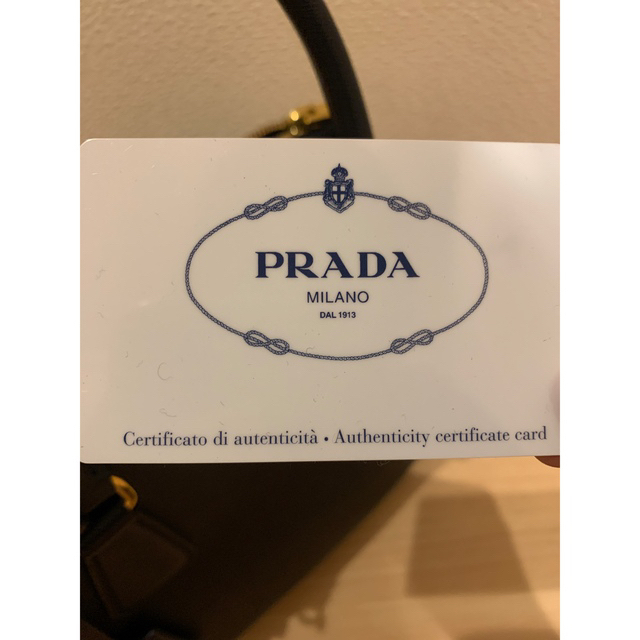 PRADA
MILANO
DAL 1913
Certificato di autenticità • Authenticity certificate card